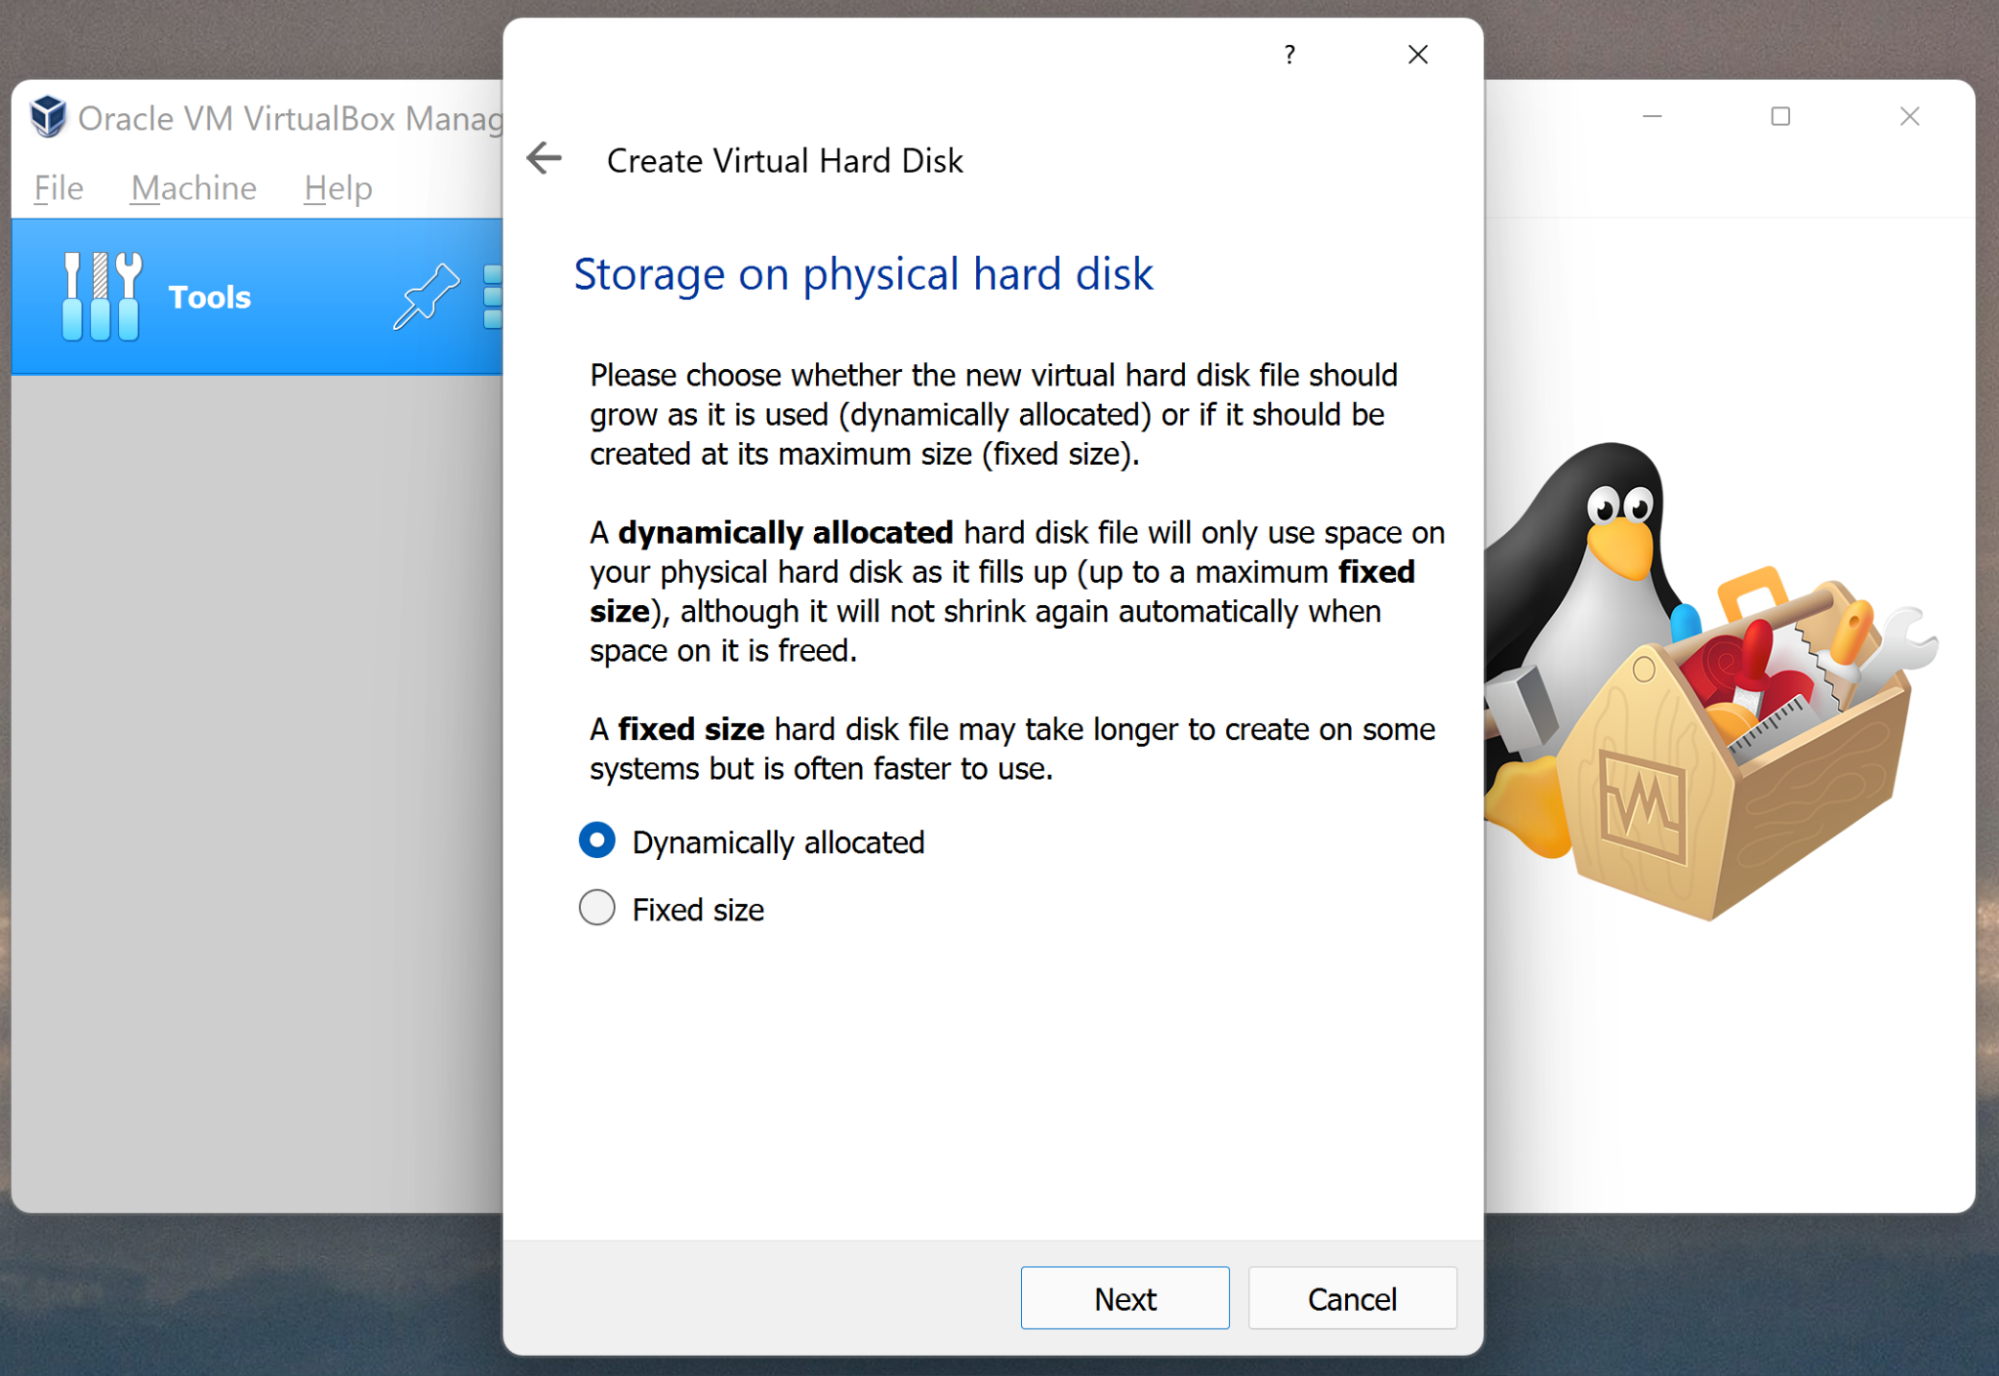 ?
Oracle VM VirtualBox Manag
File Machine Help
Tools
Create Virtual Hard Disk
Storage on physical hard disk
Please choose whether the new virtual hard disk file should
grow as it is used (dynamically allocated) or if it should be
created at its maximum size (fixed size).
A dynamically allocated hard disk file will only use space on
your physical hard disk as it fills up (up to a maximum fixed
size), although it will not shrink again automatically when
space on it is freed.
A fixed size hard disk file may take longer to create on some
systems but is often faster to use.
Dynamically allocated
Fixed size
Next
Cancel